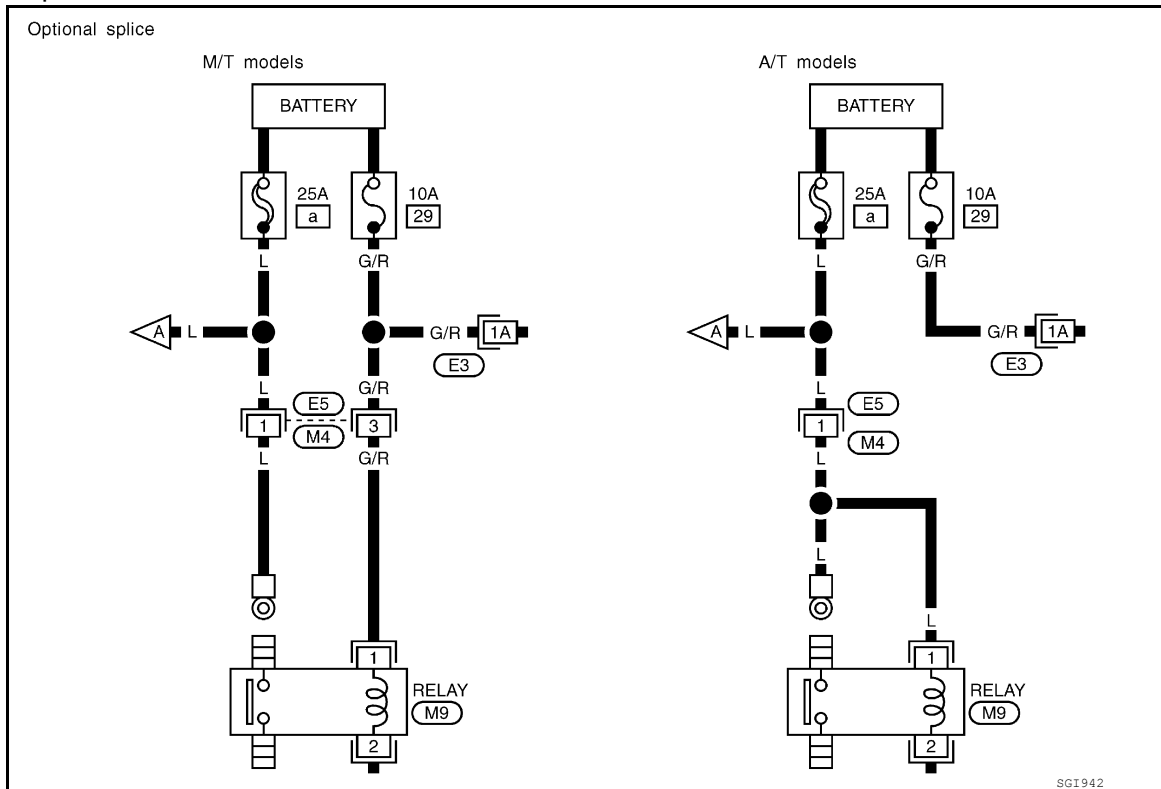 Optional splice
M/T models
BATTERY
25A
a
10A
29
L
G/R
A
L
G/R
1A
E3
L
G/R
E5
1
3
M4
L
G/R
1
RELAY
M9
2
A/T models
BATTERY
25A
a
10A
29
L
G/R
A
L
G/R
1A
E3
L
E5
1
M4
L
L
L
1
RELAY
M9
2
SGI942